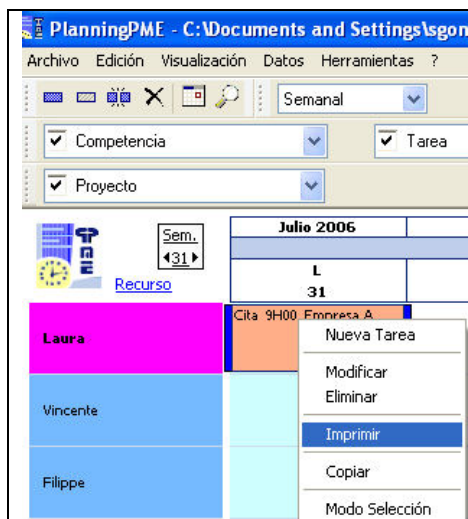 PlanningPME - C:\Documents and Settings\sgon
Archivo Edición Visualización Datos Herramientas ?
Semanal
Competencia Tarea
Proyecto
PME
Sem.
31
Recurso
Julio 2006
L
31
Laura
Cita 9H00 Empresa A
Vincente
Filippe
Nueva Tarea
Modificar
Eliminar
Imprimir
Copiar
Modo Selección